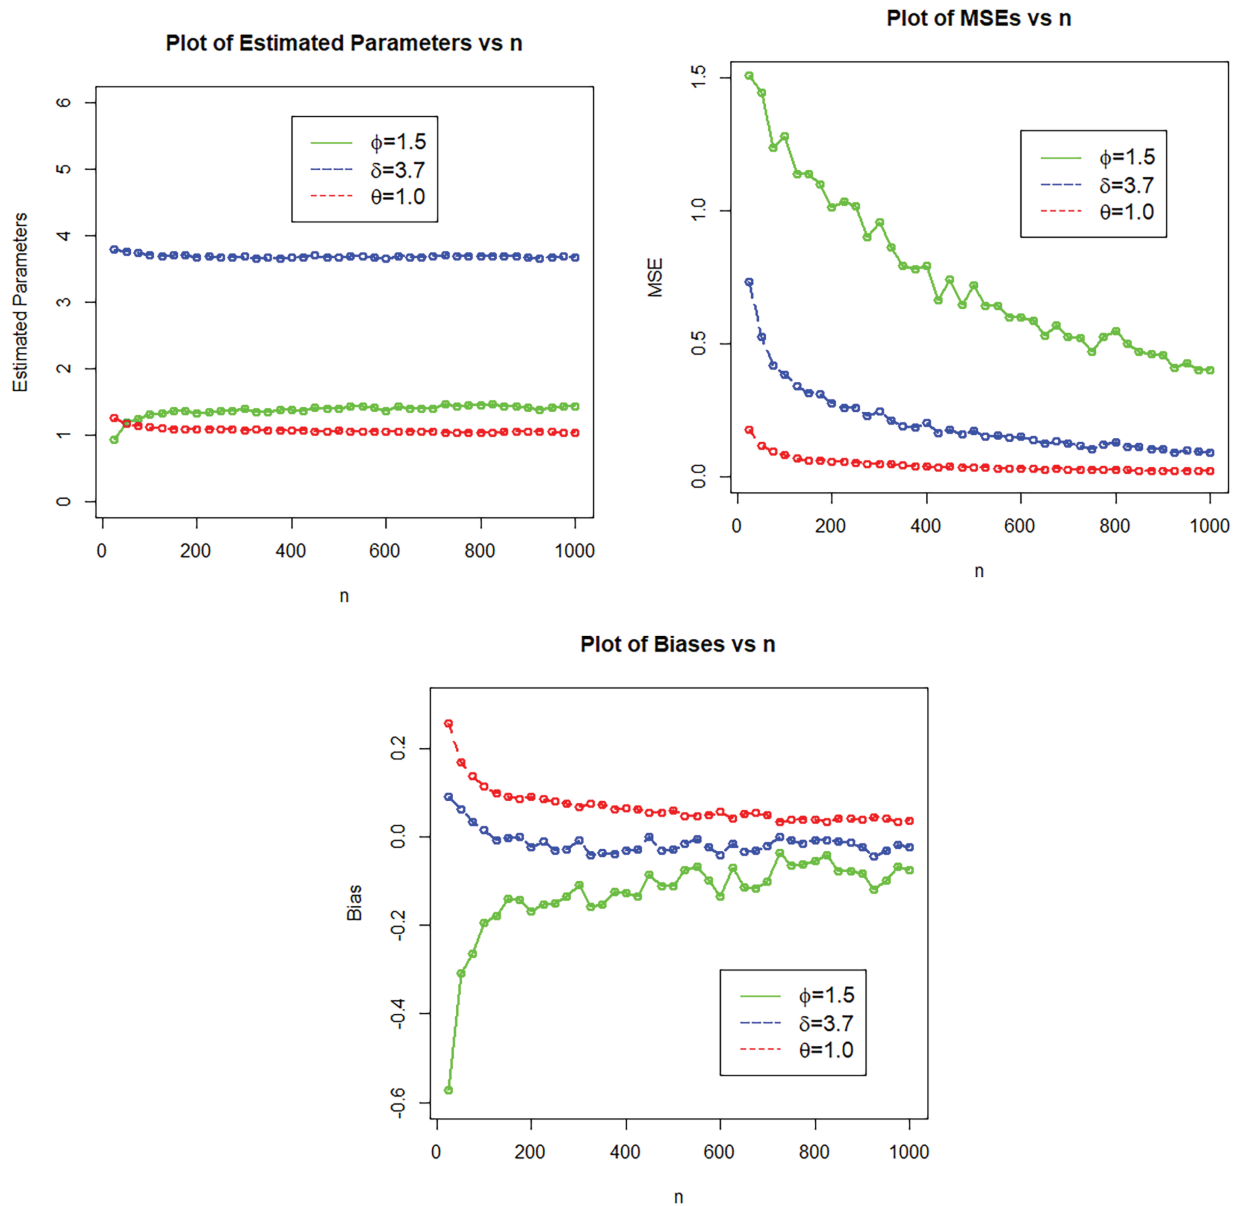 Plot of Estimated Parameters vs n
Estimated Parameters
6
5
4
3
2
1
0
ϕ=1.5
δ=3.7
θ=1.0
0 200 400 600 800 1000
n
Plot of MSEs vs n
MSE
1.5
1.0
0.5
0.0
ϕ=1.5
δ=3.7
θ=1.0
0 200 400 600 800 1000
n
Plot of Biases vs n
Bias
0.2
0.0
-0.2
-0.4
-0.6
ϕ=1.5
δ=3.7
θ=1.0
0 200 400 600 800 1000
n